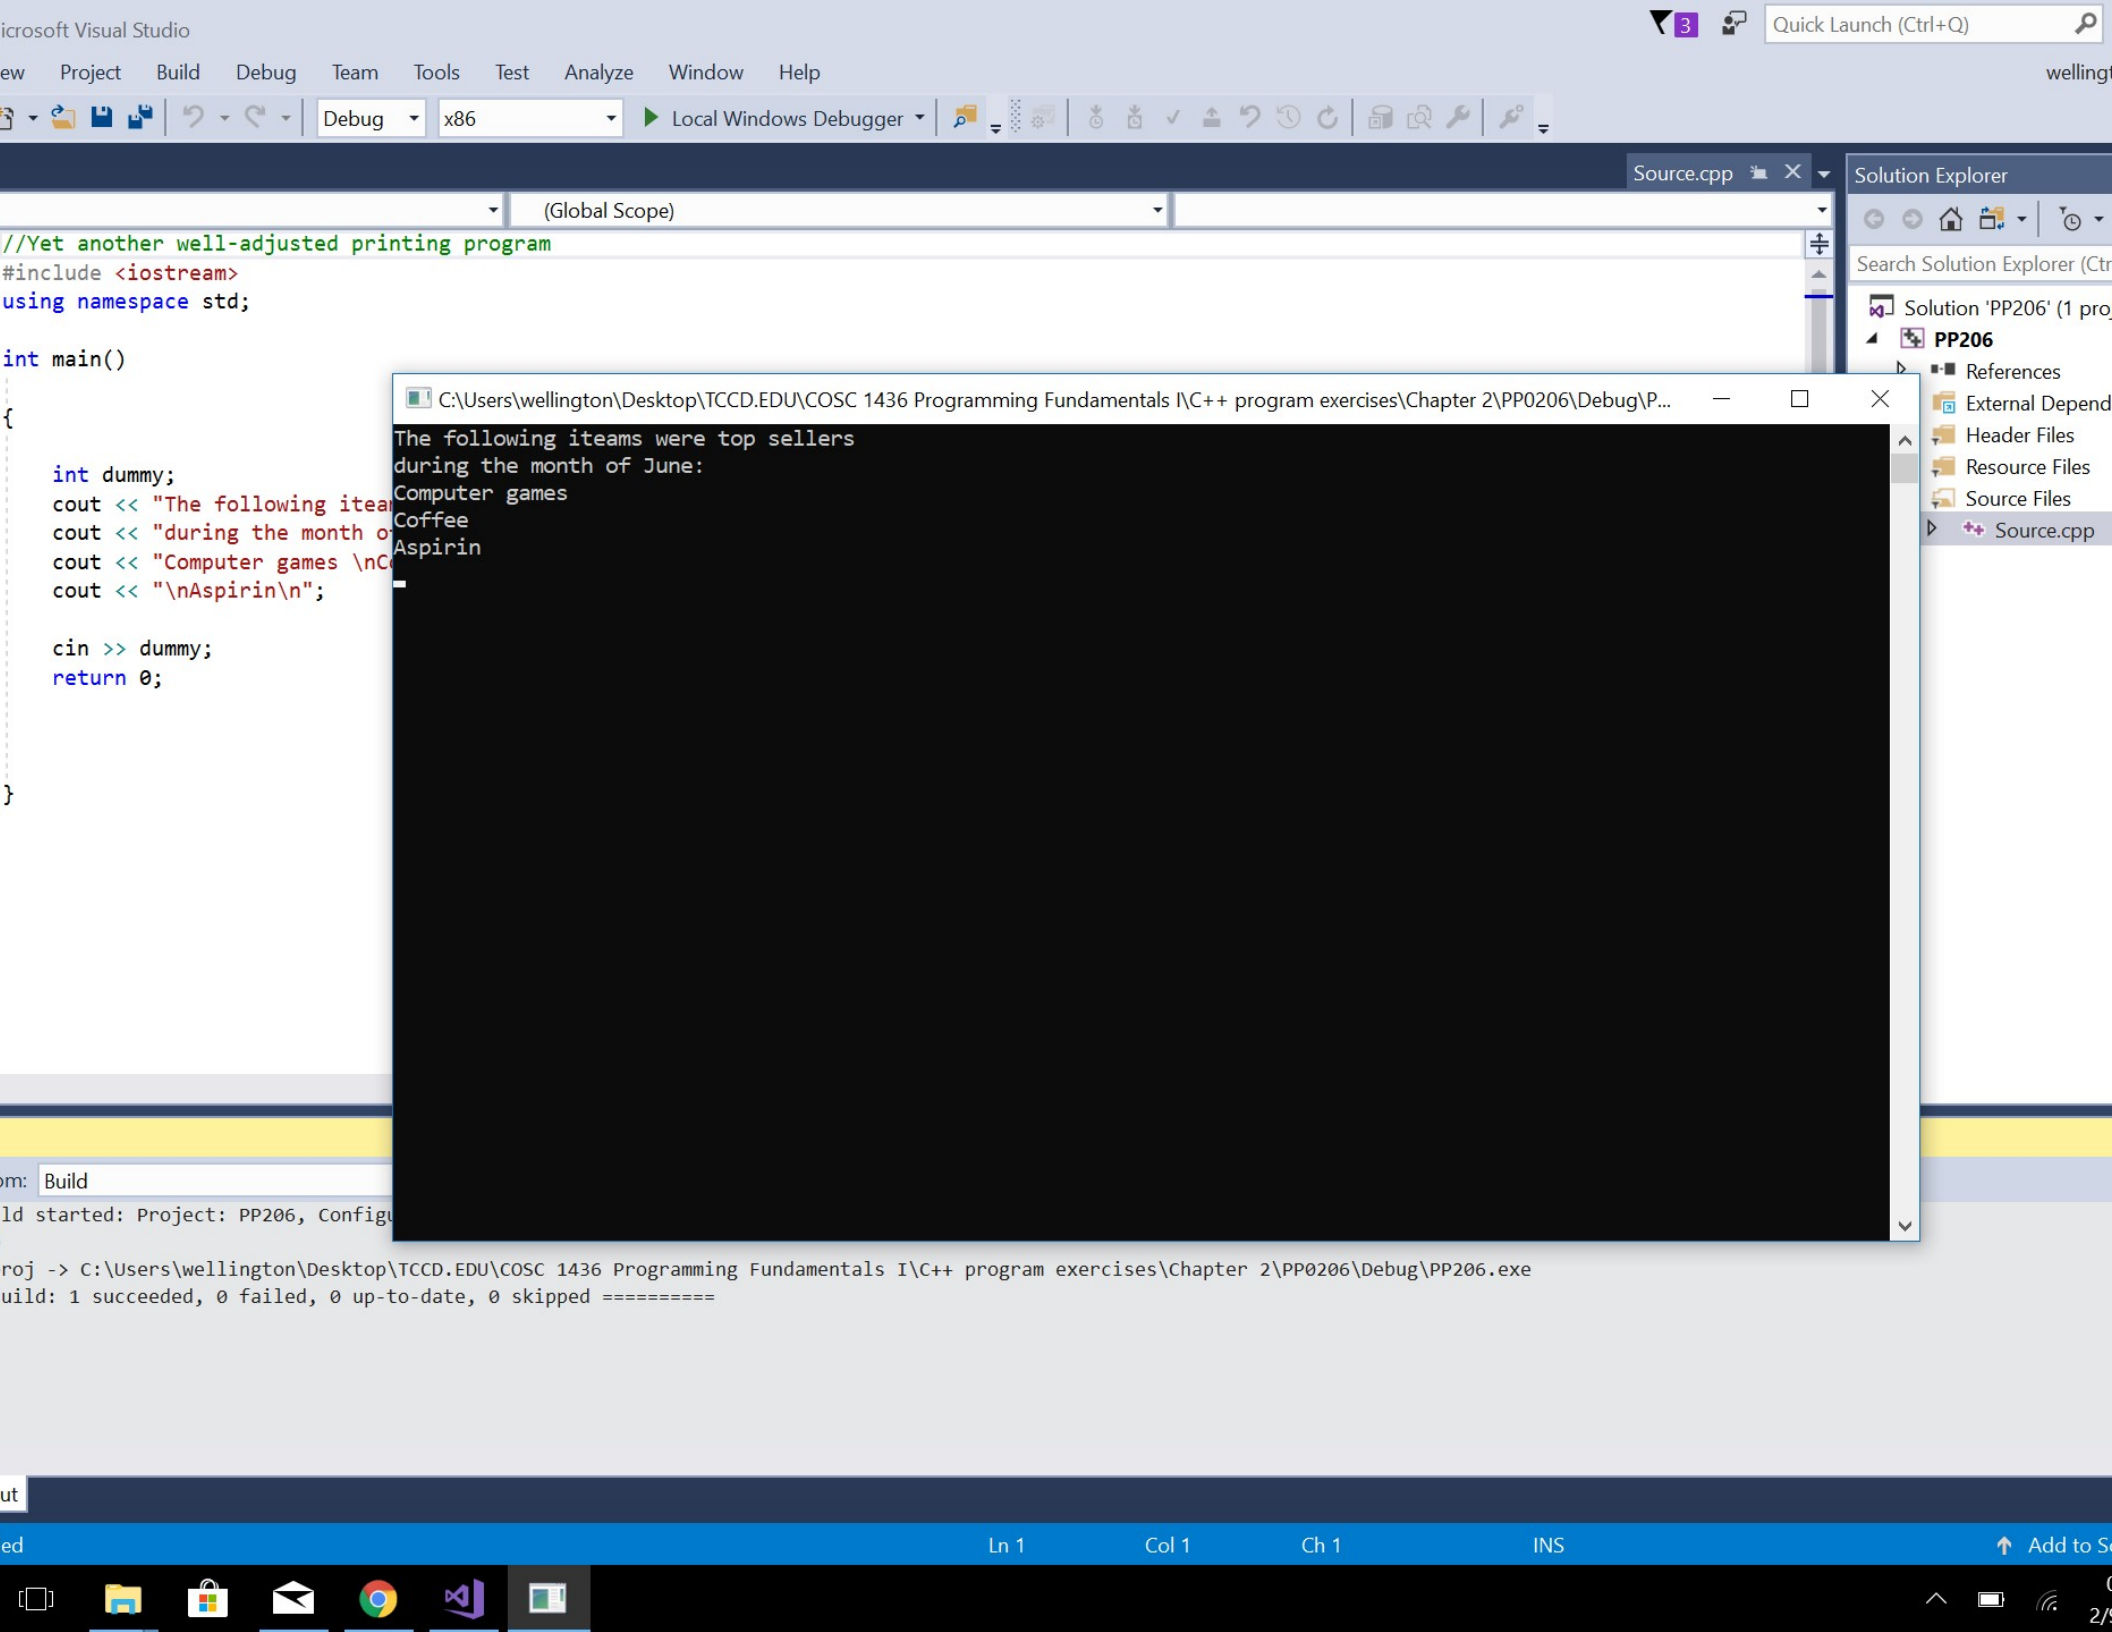 icrosoft Visual Studio
3
Quick Launch (Ctrl+Q)
ew Project Build Debug Team Tools Test Analyze Window Help
wellingt
Debug x86 Local Windows Debugger
Source.cpp
(Global Scope)
//Yet another well-adjusted printing program
#include <iostream>
using namespace std;
int main()
{
int dummy;
cout << "The following itea
cout << "during the month o
cout << "Computer games \nC
cout << "\nAspirin\n";
cin >> dummy;
return 0;
}
C:\Users\wellington\Desktop\TCCD.EDU\COSC 1436 Programming Fundamentals I\C++ program exercises\Chapter 2\PP0206\Debug\P...
The following iteams were top sellers
during the month of June:
Computer games
Coffee
Aspirin
Solution Explorer
Search Solution Explorer (Ctr
Solution 'PP206' (1 pro
PP206
References
External Depend
Header Files
Resource Files
Source Files
Source.cpp
om: Build
ld started: Project: PP206, Configu
roj -> C:\Users\wellington\Desktop\TCCD.EDU\COSC 1436 Programming Fundamentals I\C++ program exercises\Chapter 2\PP0206\Debug\PP206.exe
uild: 1 succeeded, 0 failed, 0 up-to-date, 0 skipped ==========
ut
ed
Ln 1 Col 1 Ch 1 INS
Add to S
2/